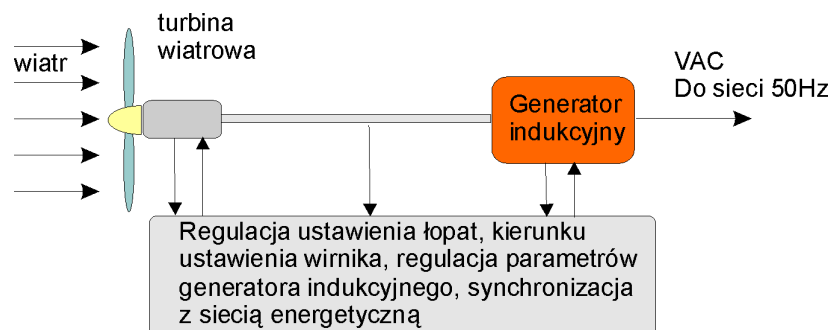 turbina
wiatrowa
wiatr
VAC
Do sieci 50Hz
Generator
indukcyjny
Regulacja ustawienia łopat, kierunku
ustawienia wirnika, regulacja parametrów
generatora indukcyjnego, synchronizacja
z siecią energetyczną